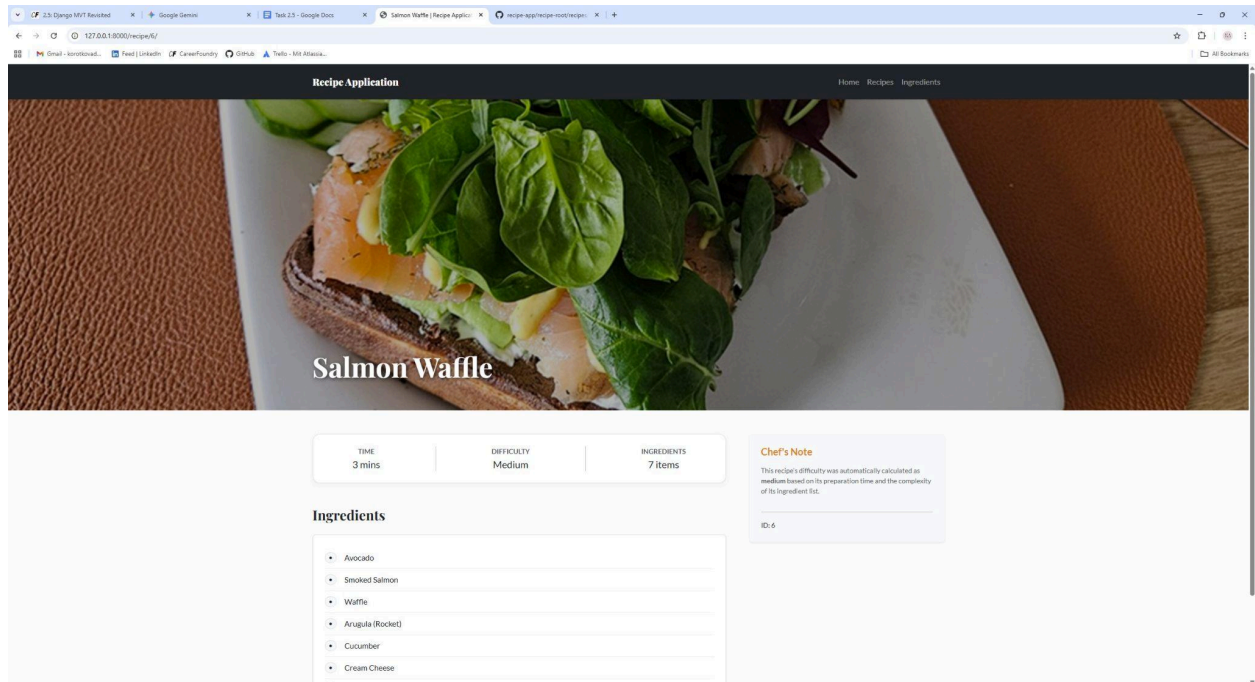 2.5: Django MVT Revisited
Google Gemini
Task 2.5 - Google Docs
Salmon Waffle | Recipe Applica
recipe-app/recipe-root/recipe
127.0.0.1:8000/recipe/6/
Gmail - korotkovad...
Feed | LinkedIn
CareerFoundry
GitHub
Trello - Mit Atlassia...
All Bookmarks
Recipe Application
Home Recipes Ingredients
Salmon Waffle
TIME
3 mins
DIFFICULTY
Medium
INGREDIENTS
7 items
Chef's Note
This recipe's difficulty was automatically calculated as
medium based on its preparation time and the complexity
of its ingredient list.
ID: 6
Ingredients
Avocado
Smoked Salmon
Waffle
Arugula (Rocket)
Cucumber
Cream Cheese